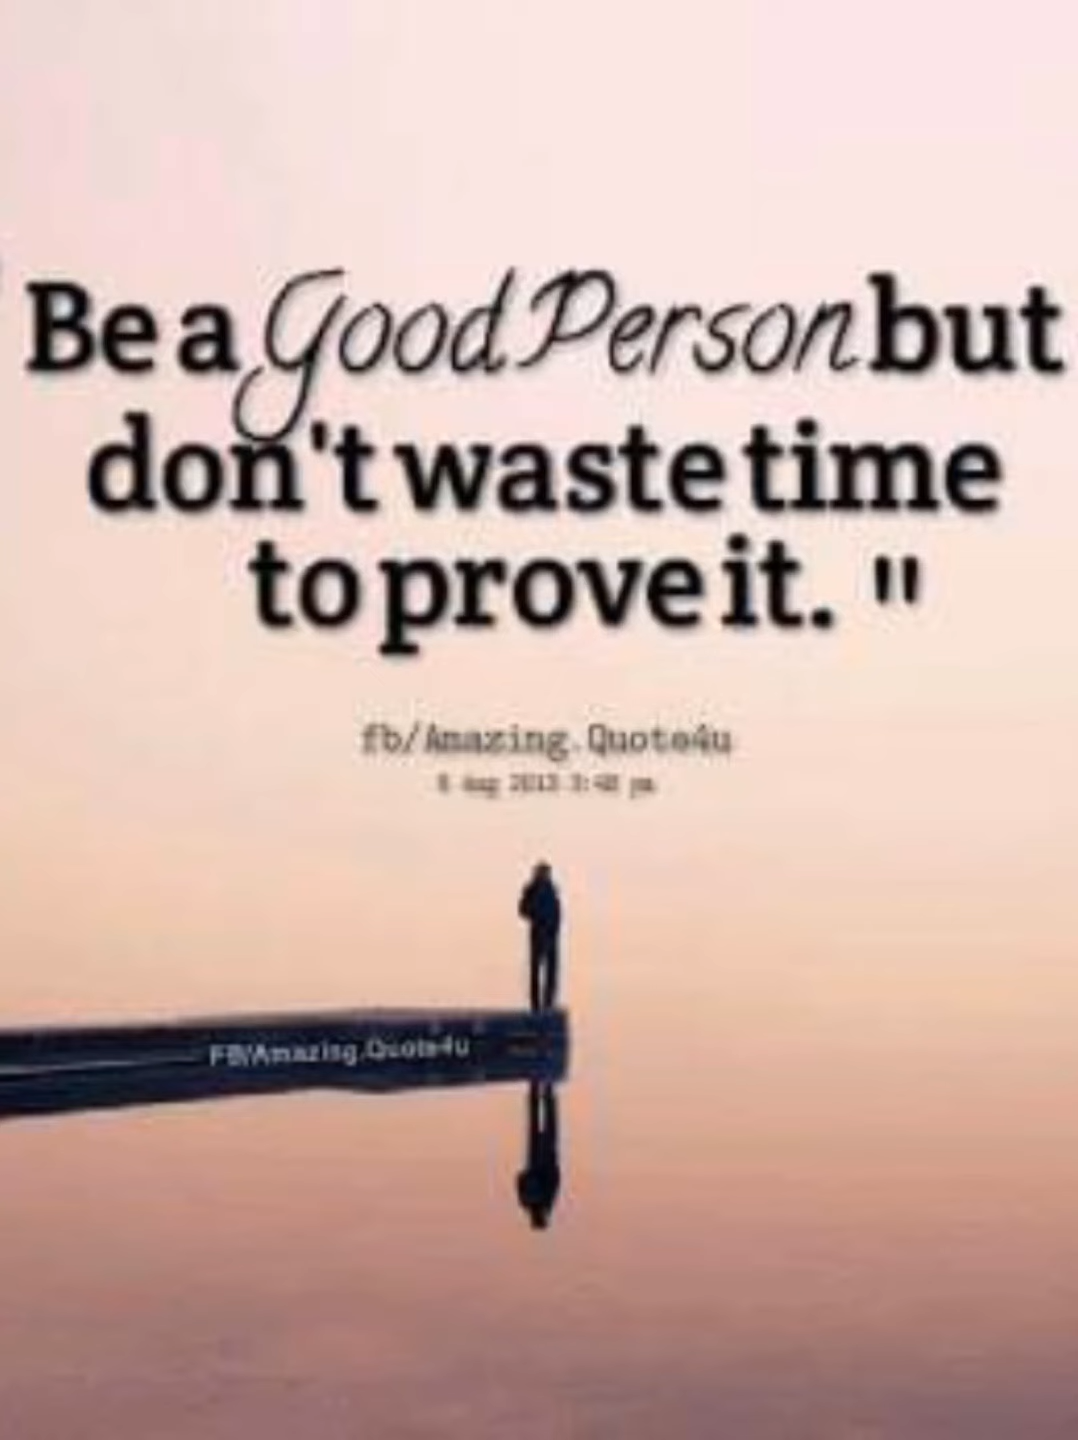 Be a good Person but
don't waste time
to prove it. "
fb/Amazing.Quote4u
FB/Amazing.Quote4u